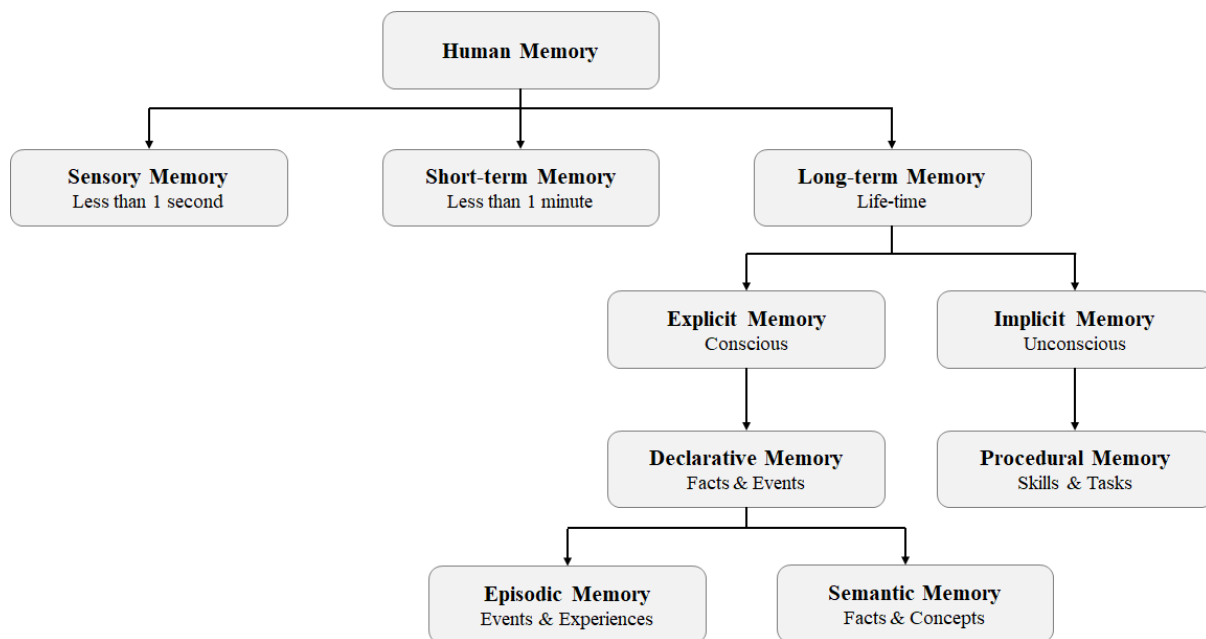 Human Memory
Sensory Memory
Less than 1 second
Short-term Memory
Less than 1 minute
Long-term Memory
Life-time
Explicit Memory
Conscious
Implicit Memory
Unconscious
Declarative Memory
Facts & Events
Procedural Memory
Skills & Tasks
Episodic Memory
Events & Experiences
Semantic Memory
Facts & Concepts